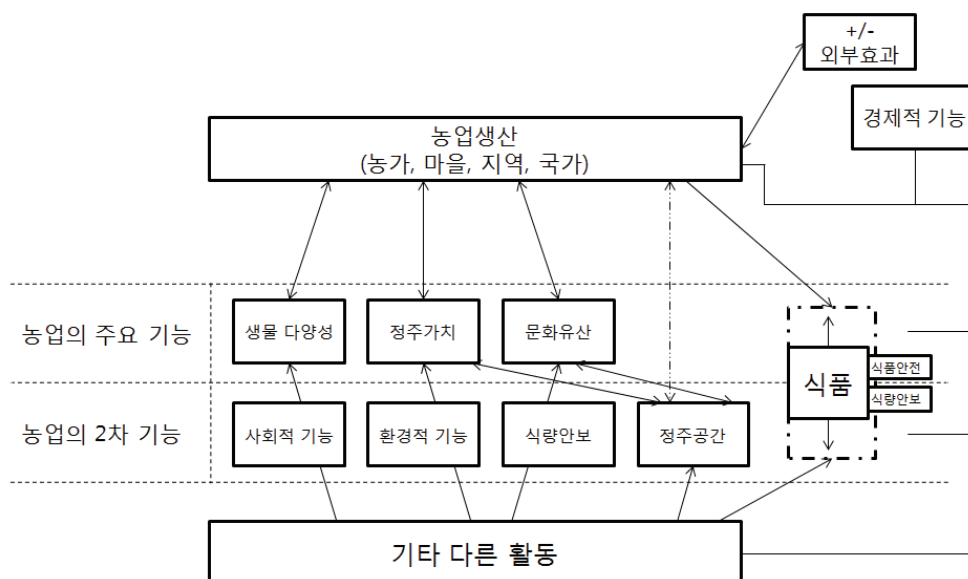 +/-
외부효과
경제적 기능
농업생산
(농가, 마을, 지역, 국가)
농업의 주요 기능
생물 다양성
정주가치
문화유산
식품
식품안전
식량안보
농업의 2차 기능
사회적 기능
환경적 기능
식량안보
정주공간
기타 다른 활동